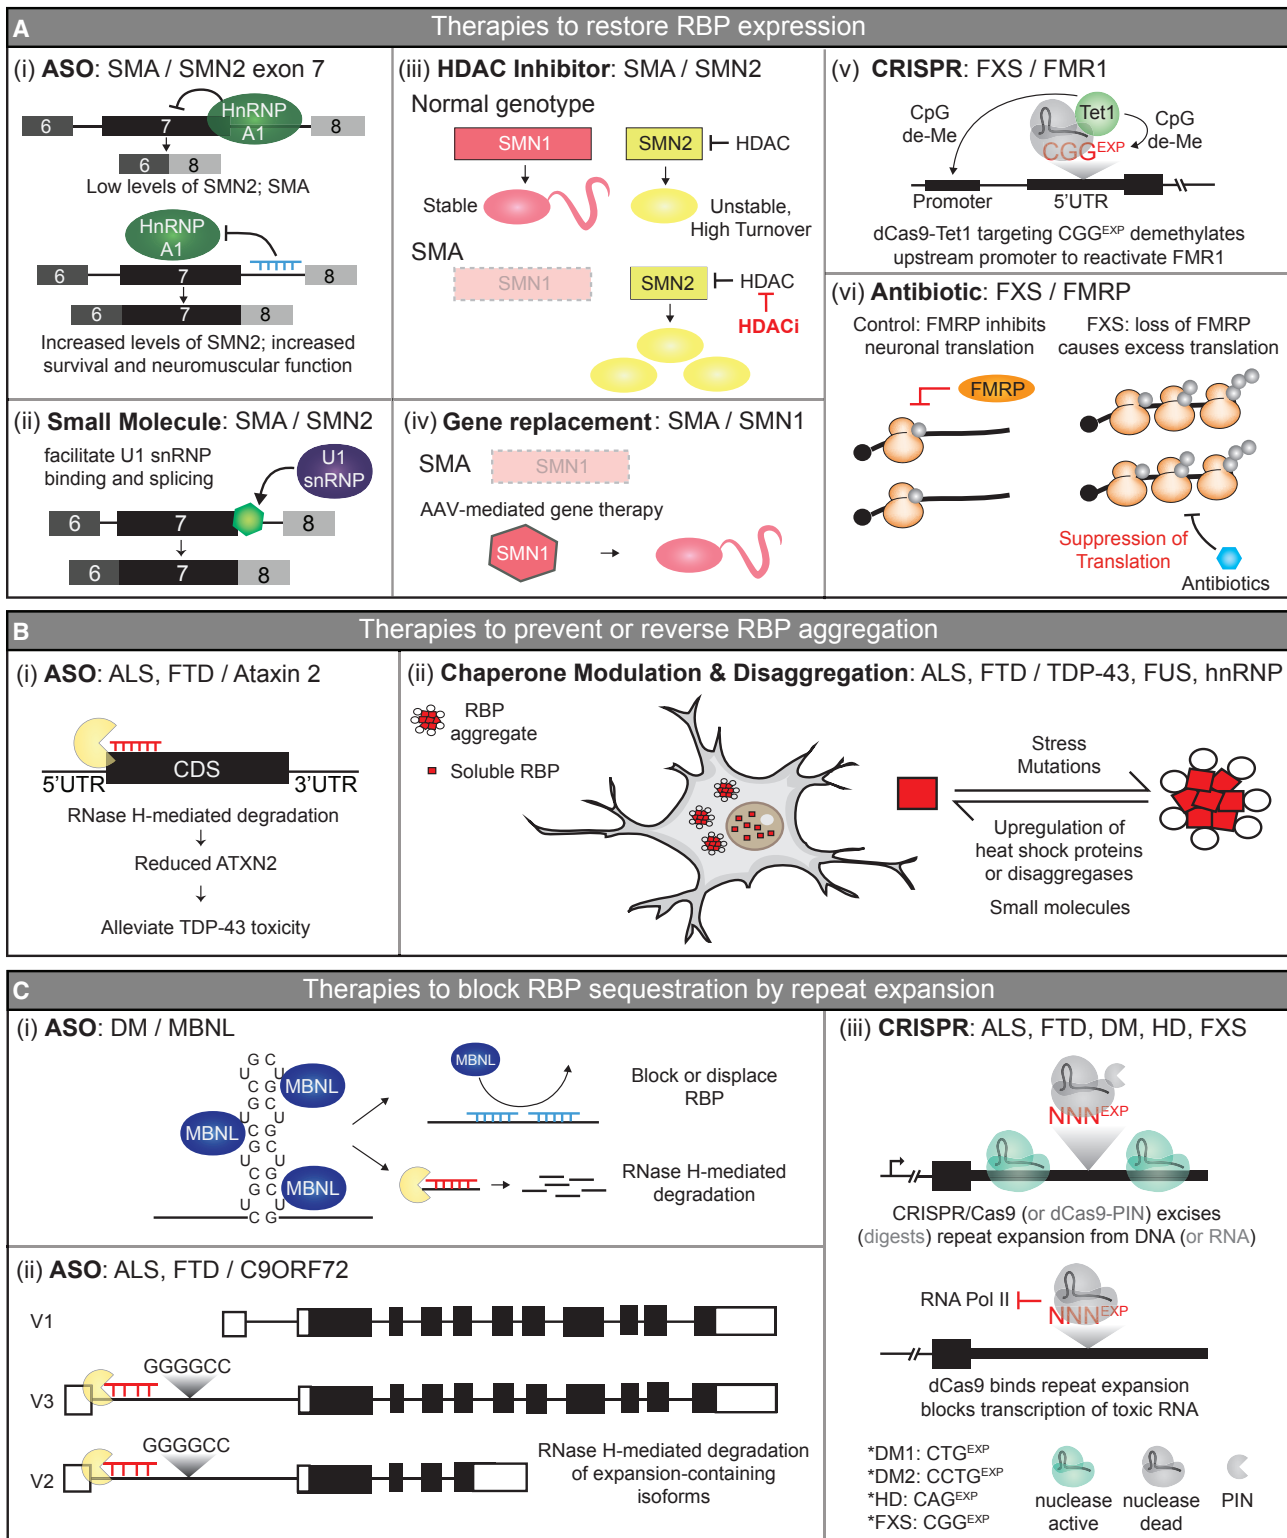 A
Therapies to restore RBP expression
(i) ASO: SMA / SMN2 exon 7
HnRNP
A1
6
7
8
6
8
Low levels of SMN2; SMA
HnRNP
A1
6
7
8
6
7
8
Increased levels of SMN2; increased
survival and neuromuscular function
(ii) Small Molecule: SMA / SMN2
facilitate U1 snRNP
binding and splicing
U1
snRNP
6
7
8
6
7
8
(iii) HDAC Inhibitor: SMA / SMN2
Normal genotype
SMN1
SMN2
HDAC
Stable
Unstable,
High Turnover
SMA
SMN1
SMN2
HDAC
HDACi
(iv) Gene replacement: SMA / SMN1
SMA
SMN1
AAV-mediated gene therapy
SMN1
(v) CRISPR: FXS / FMR1
CpG
de-Me
Tet1
CpG
de-Me
CGGEXP
Promoter
5'UTR
dCas9-Tet1 targeting CGGEXP demethylates
upstream promoter to reactivate FMR1
(vi) Antibiotic: FXS / FMRP
Control: FMRP inhibits
neuronal translation
FXS: loss of FMRP
causes excess translation
FMRP
Suppression of
Translation
Antibiotics
B
Therapies to prevent or reverse RBP aggregation
(i) ASO: ALS, FTD / Ataxin 2
CDS
5'UTR
3'UTR
RNase H-mediated degradation
Reduced ATXN2
Alleviate TDP-43 toxicity
(ii) Chaperone Modulation & Disaggregation: ALS, FTD / TDP-43, FUS, hnRNP
RBP
aggregate
Soluble RBP
Stress
Mutations
Upregulation of
heat shock proteins
or disaggregases
Small molecules
C
Therapies to block RBP sequestration by repeat expansion
(i) ASO: DM / MBNL
G C
U U
C G
G C
U U
C G
G C
U U
C G
G C
U U
C G
MBNL
MBNL
MBNL
MBNL
Block or displace
RBP
RNase H-mediated
degradation
(ii) ASO: ALS, FTD / C9ORF72
V1
GGGGCC
V3
GGGGCC
V2
RNase H-mediated degradation
of expansion-containing
isoforms
(iii) CRISPR: ALS, FTD, DM, HD, FXS
NNNEXP
CRISPR/Cas9 (or dCas9-PIN) excises
(digests) repeat expansion from DNA (or RNA)
RNA Pol II
NNNEXP
dCas9 binds repeat expansion
blocks transcription of toxic RNA
*DM1: CTGEXP
*DM2: CCTGEXP
*HD: CAGEXP
*FXS: CGGEXP
nuclease
active
nuclease
dead
PIN